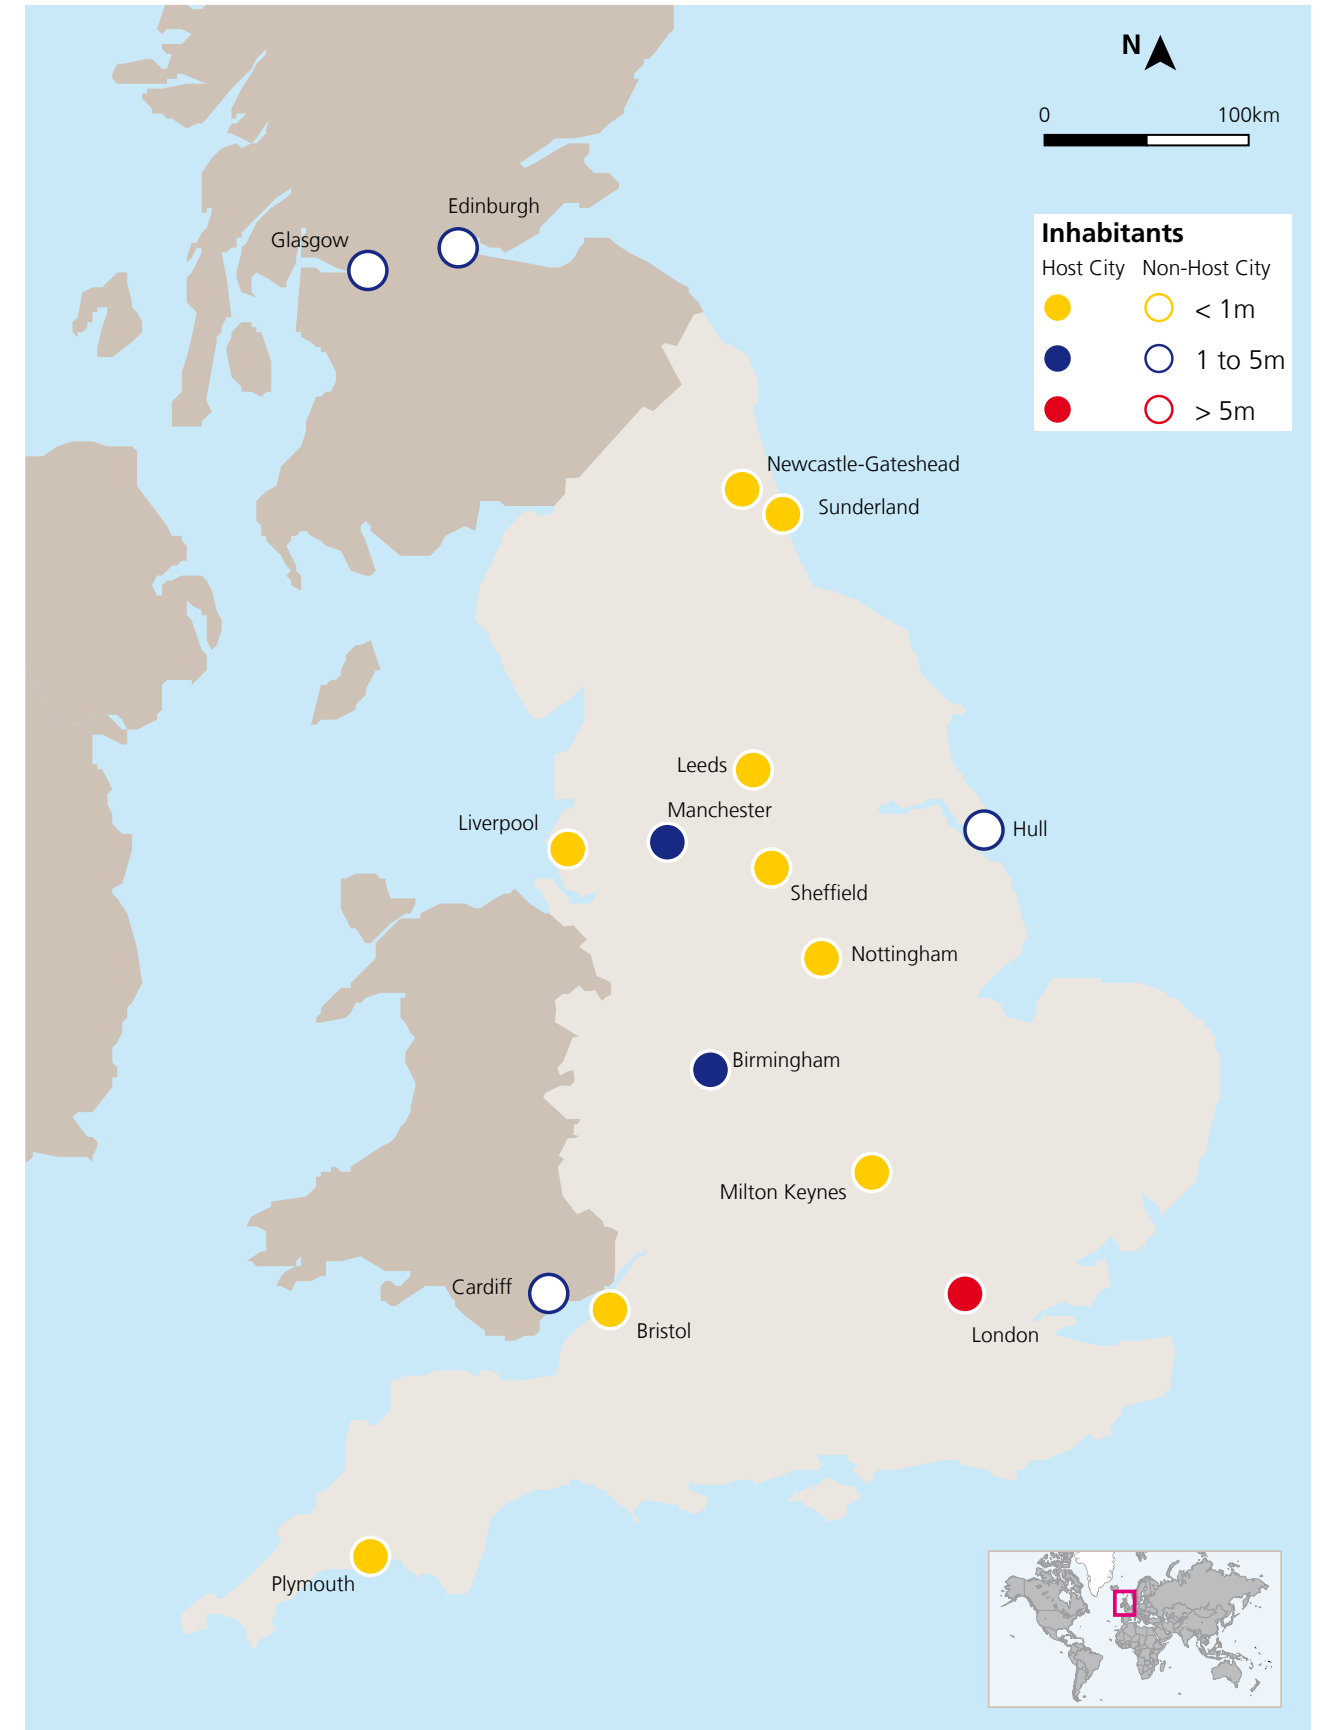 N
0 100km
Inhabitants
Host City Non-Host City
< 1m
1 to 5m
> 5m
Edinburgh
Glasgow
Newcastle-Gateshead
Sunderland
Leeds
Manchester
Liverpool
Hull
Sheffield
Nottingham
Birmingham
Milton Keynes
Cardiff
Bristol
London
Plymouth